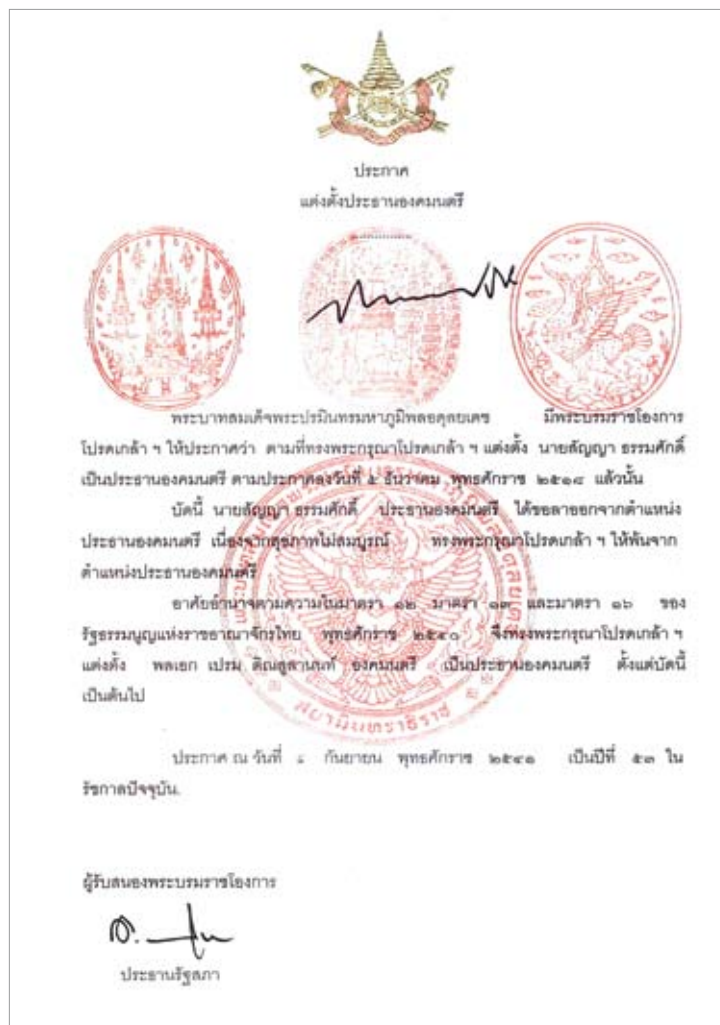 ประกาศ
แต่งตั้งประธานองคมนตรี
พระบาทสมเด็จพระปรมินทรมหาภูมิพลอดุลยเดช มีพระบรมราชโองการ
โปรดเกล้า ฯ ให้ประกาศว่า ตามที่ทรงพระกรุณาโปรดเกล้า ฯ แต่งตั้ง นายสัญญา ธรรมศักดิ์
เป็นประธานองคมนตรี ตามประกาศลงวันที่ ๕ ธันวาคม พุทธศักราช ๒๕๑๘ แล้วนั้น
บัดนี้ นายสัญญา ธรรมศักดิ์ ประธานองคมนตรี ได้ขอลาออกจากตำแหน่ง
ประธานองคมนตรี เนื่องจากสุขภาพไม่สมบูรณ์ ทรงพระกรุณาโปรดเกล้า ฯ ให้พ้นจาก
ตำแหน่งประธานองคมนตรี
อาศัยอำนาจตามความในมาตรา ๑๒ มาตรา ๑๓ และมาตรา ๑๖ ของ
รัฐธรรมนูญแห่งราชอาณาจักรไทย พุทธศักราช ๒๕๔๐ จึงทรงพระกรุณาโปรดเกล้า ฯ
แต่งตั้ง พลเอก เปรม ติณสูลานนท์ องคมนตรี เป็นประธานองคมนตรี ตั้งแต่บัดนี้
เป็นต้นไป
สยามินทราธิราช
ประกาศ ณ วันที่ กันยายน พุทธศักราช ๒๕๔๑ เป็นปีที่ ๕๓ ใน
รัชกาลปัจจุบัน.
ผู้รับสนองพระบรมราชโองการ
ประธานรัฐสภา